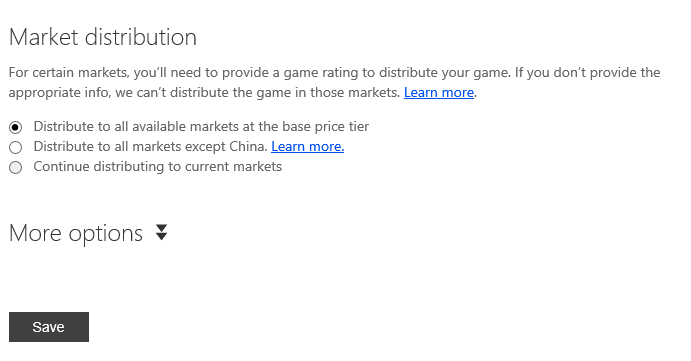 Market distribution
For certain markets, you'll need to provide a game rating to distribute your game. If you don't provide the
appropriate info, we can't distribute the game in those markets. Learn more.
Distribute to all available markets at the base price tier
Distribute to all markets except China. Learn more.
Continue distributing to current markets
More options
Save